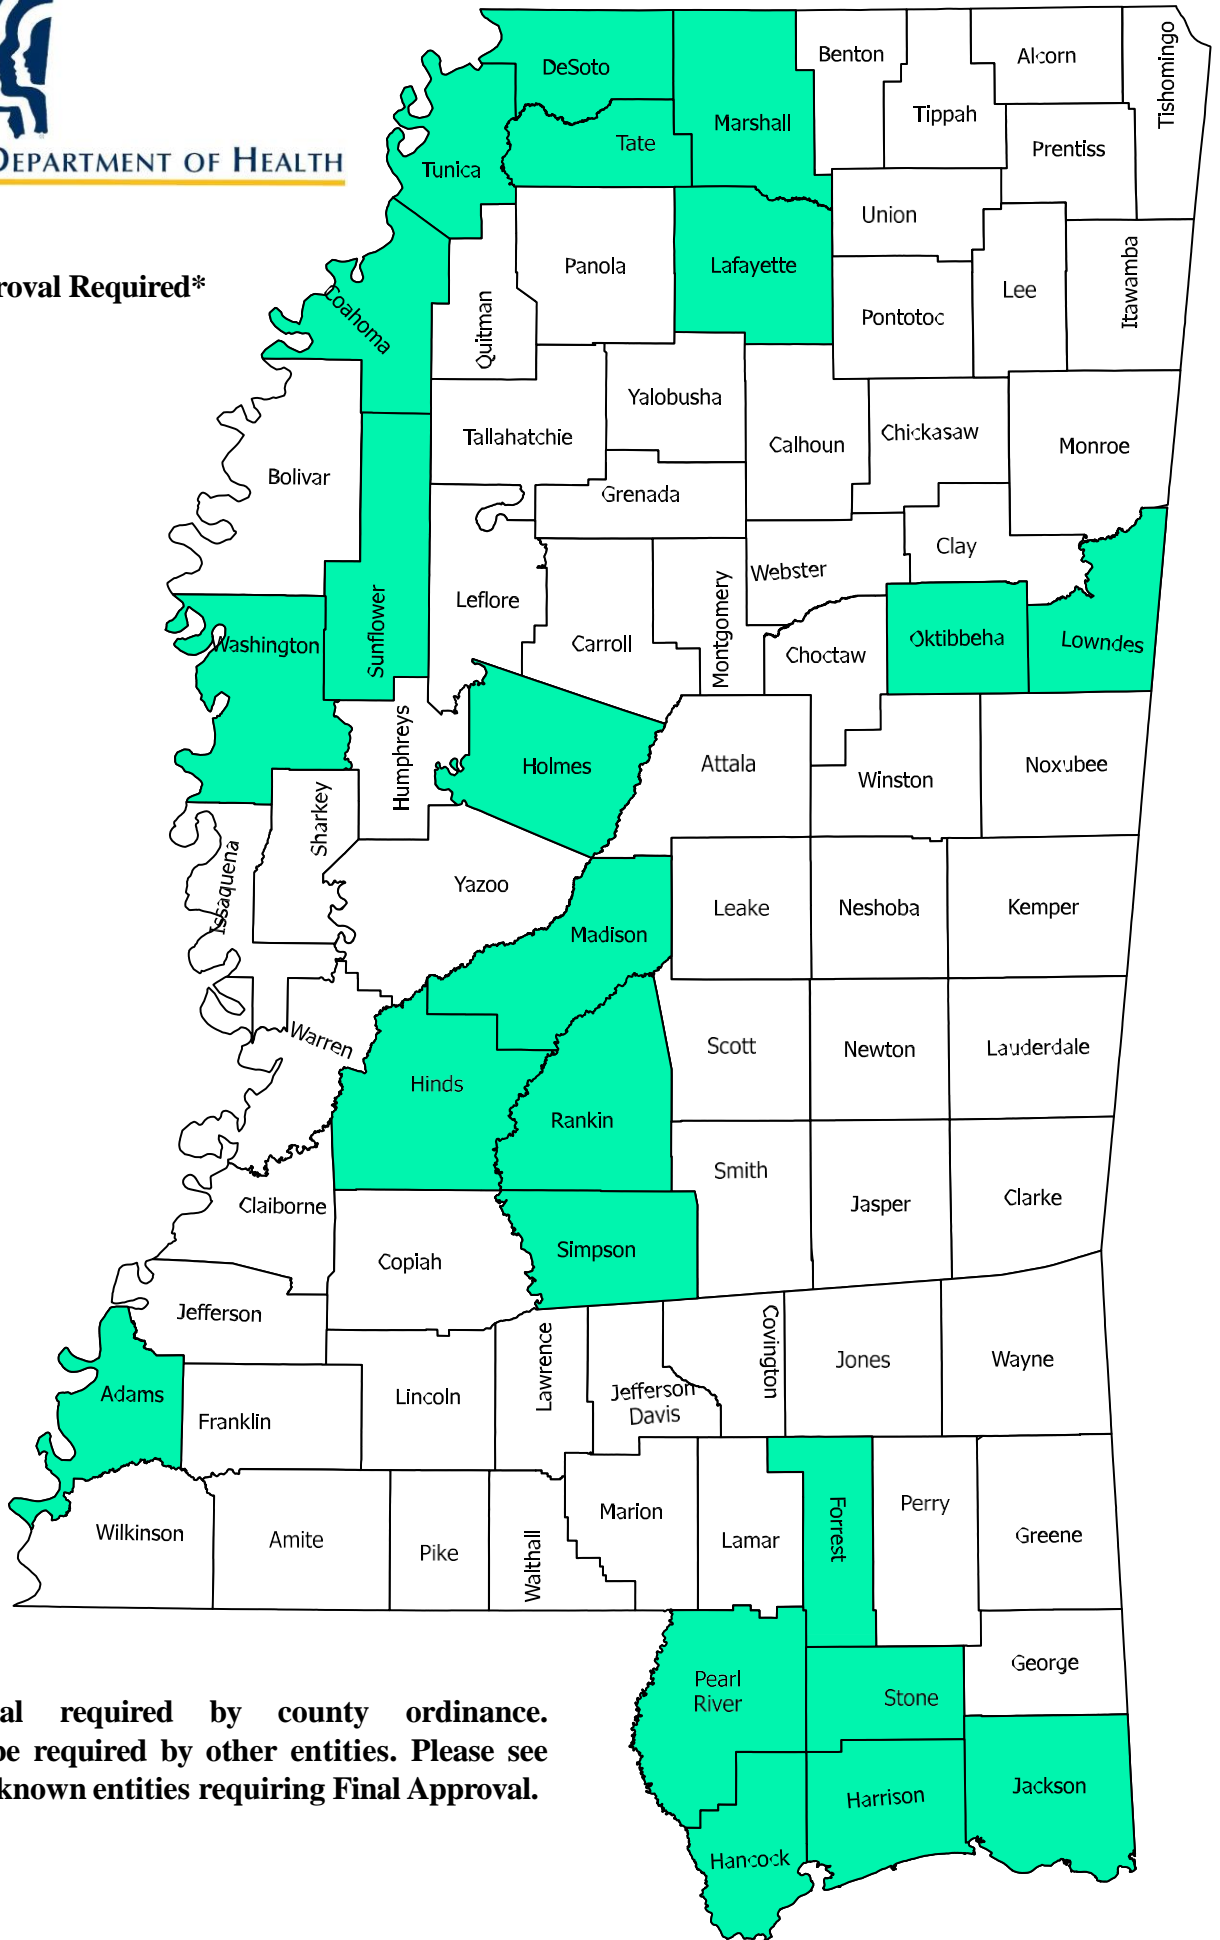 DEPARTMENT OF HEALTH
Approval Required*
DeSoto
Marshall
Benton
Tippah
Alcorn
Tishomingo
Tate
Tunica
Prentiss
Union
Panola
Lafayette
Coahoma
Quitman
Pontotoc
Lee
Itawamba
Yalobusha
Tallahatchie
Calhoun
Chickasaw
Monroe
Bolivar
Grenada
Clay
Webster
Leflore
Sunflower
Washington
Carroll
Montgomery
Choctaw
Oktibbeha
Lowndes
Humphreys
Holmes
Attala
Winston
Noxubee
Sharkey
Issaquena
Yazoo
Leake
Neshoba
Kemper
Madison
Warren
Hinds
Scott
Newton
Lauderdale
Rankin
Smith
Jasper
Clarke
Claiborne
Copiah
Simpson
Jefferson
Lawrence
Covington
Jones
Wayne
Adams
Franklin
Lincoln
Jefferson
Davis
Wilkinson
Amite
Pike
Walthall
Marion
Lamar
Forrest
Perry
Greene
George
Pearl
River
Stone
Jackson
Harrison
Hancock
required by county ordinance.
be required by other entities. Please see
known entities requiring Final Approval.